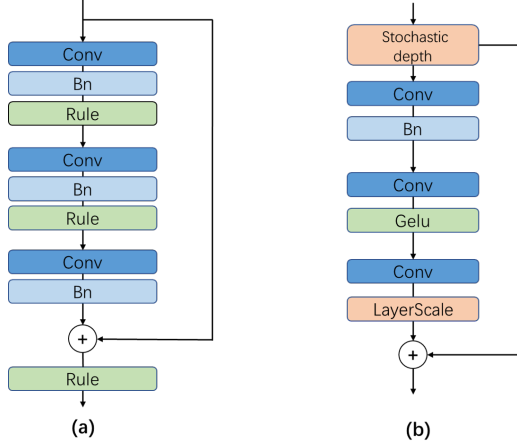 Conv
Bn
Rule
Conv
Bn
Rule
Conv
Bn
+
Rule
(a)
Stochastic
depth
Conv
Bn
Conv
Gelu
Conv
LayerScale
+
(b)